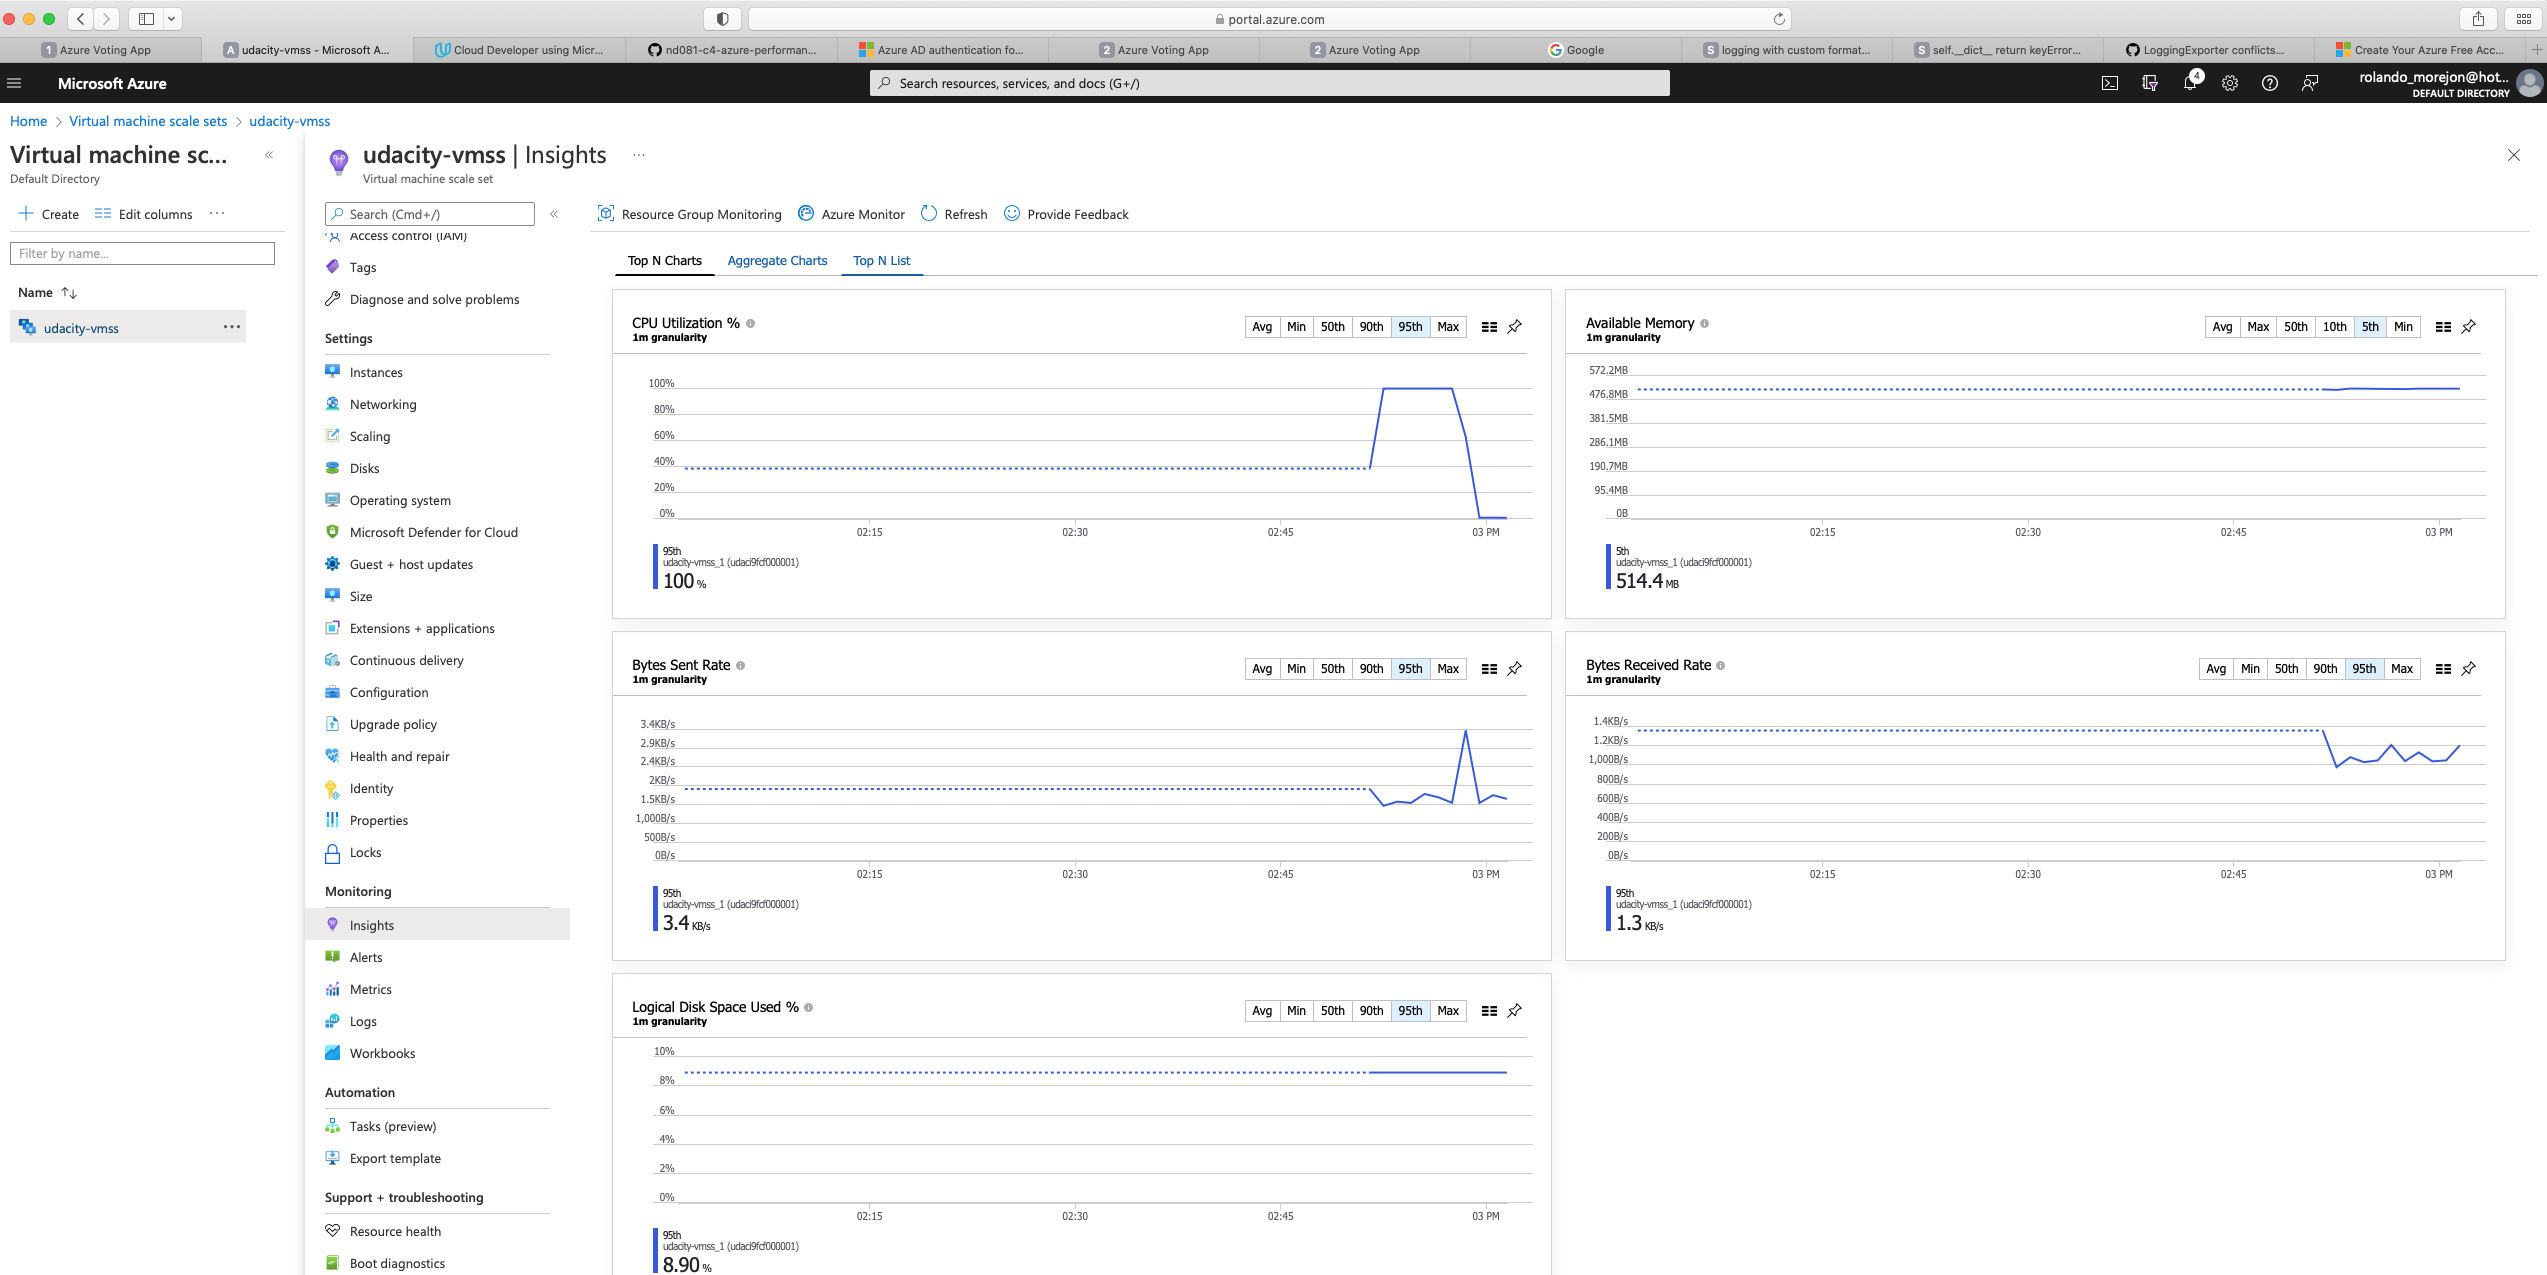 portal.azure.com
1 Azure Voting App
A udacity-vmss - Microsoft A...
Cloud Developer using Micr...
nd081-c4-azure-performan...
Azure AD authentication fo...
2 Azure Voting App
2 Azure Voting App
Google
S logging with custom format...
S self.__dict__ return keyError...
LoggingExporter conflicts...
Create Your Azure Free Acc...
Microsoft Azure
Search resources, services, and docs (G+/)
4
rolando_morejon@hot...
DEFAULT DIRECTORY
Home > Virtual machine scale sets > udacity-vmss
Virtual machine sc...
Default Directory
Create
Edit columns
Filter by name...
Name
udacity-vmss
udacity-vmss | Insights
Virtual machine scale set
Search (Cmd+/)
Access control (IAM)
Tags
Diagnose and solve problems
Settings
Instances
Networking
Scaling
Disks
Operating system
Microsoft Defender for Cloud
Guest + host updates
Size
Extensions + applications
Continuous delivery
Configuration
Upgrade policy
Health and repair
Identity
Properties
Locks
Monitoring
Insights
Alerts
Metrics
Logs
Workbooks
Automation
Tasks (preview)
Export template
Support + troubleshooting
Resource health
Boot diagnostics
Resource Group Monitoring
Azure Monitor
Refresh
Provide Feedback
Top N Charts
Aggregate Charts
Top N List
CPU Utilization %
1m granularity
Avg Min 50th 90th 95th Max
100%
80%
60%
40%
20%
0%
02:15 02:30 02:45 03 PM
95th
udacity-vmss_1 (udaci9fcf000001)
100 %
Available Memory
1m granularity
Avg Max 50th 10th 5th Min
572.2MB
476.8MB
381.5MB
286.1MB
190.7MB
95.4MB
0B
02:15 02:30 02:45 03 PM
5th
udacity-vmss_1 (udaci9fcf000001)
514.4 MB
Bytes Sent Rate
1m granularity
Avg Min 50th 90th 95th Max
3.4KB/s
2.9KB/s
2.4KB/s
2KB/s
1.5KB/s
1,000B/s
500B/s
0B/s
02:15 02:30 02:45 03 PM
95th
udacity-vmss_1 (udaci9fcf000001)
3.4 KB/s
Bytes Received Rate
1m granularity
Avg Min 50th 90th 95th Max
1.4KB/s
1.2KB/s
1,000B/s
800B/s
600B/s
400B/s
200B/s
0B/s
02:15 02:30 02:45 03 PM
95th
udacity-vmss_1 (udaci9fcf000001)
1.3 KB/s
Logical Disk Space Used %
1m granularity
Avg Min 50th 90th 95th Max
10%
8%
6%
4%
2%
0%
02:15 02:30 02:45 03 PM
95th
udacity-vmss_1 (udaci9fcf000001)
8.90 %